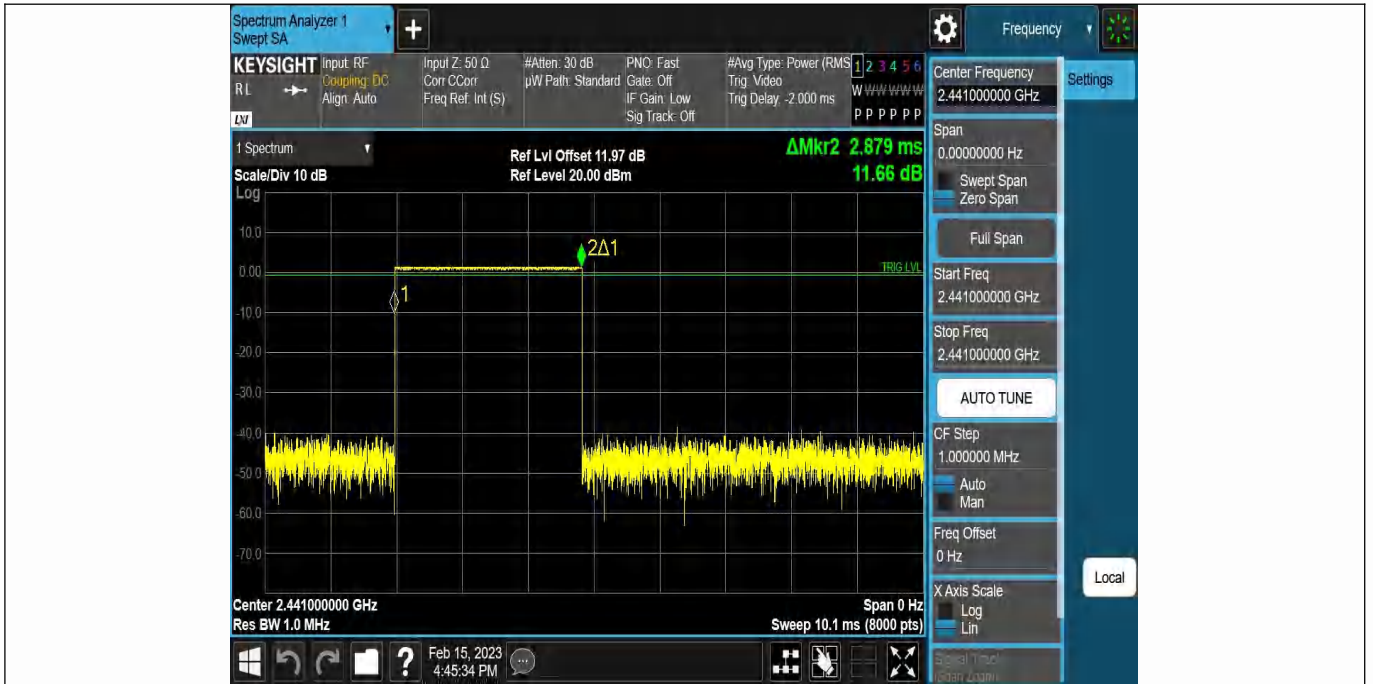 Spectrum Analyzer 1
Swept SA
+
Frequency
KEYSIGHT
RL
LXI
Input: RF
Coupling: DC
Align: Auto
Input Z: 50 Ω
Corr CCorr
Freq Ref: Int (S)
#Atten: 30 dB
µW Path: Standard
PNO: Fast
Gate: Off
IF Gain: Low
Sig Track: Off
#Avg Type: Power (RMS
Trig: Video
Trig Delay: -2.000 ms
1 2 3 4 5 6
W W W W W W
P P P P P P
Center Frequency
2.441000000 GHz
Settings
1 Spectrum
Scale/Div 10 dB
Log
Ref Lvl Offset 11.97 dB
Ref Level 20.00 dBm
ΔMkr2 2.879 ms
11.66 dB
Span
0.00000000 Hz
Swept Span
Zero Span
Full Span
Start Freq
2.441000000 GHz
Stop Freq
2.441000000 GHz
AUTO TUNE
CF Step
1.000000 MHz
Auto
Man
Freq Offset
0 Hz
X Axis Scale
Log
Lin
Signal Track
(Span Zoom)
Local
10.0
0.00
-10.0
-20.0
-30.0
-40.0
-50.0
-60.0
-70.0
2Δ1
1
TRIG LVL
Center 2.441000000 GHz
Res BW 1.0 MHz
Span 0 Hz
Sweep 10.1 ms (8000 pts)
?
Feb 15, 2023
4:45:34 PM